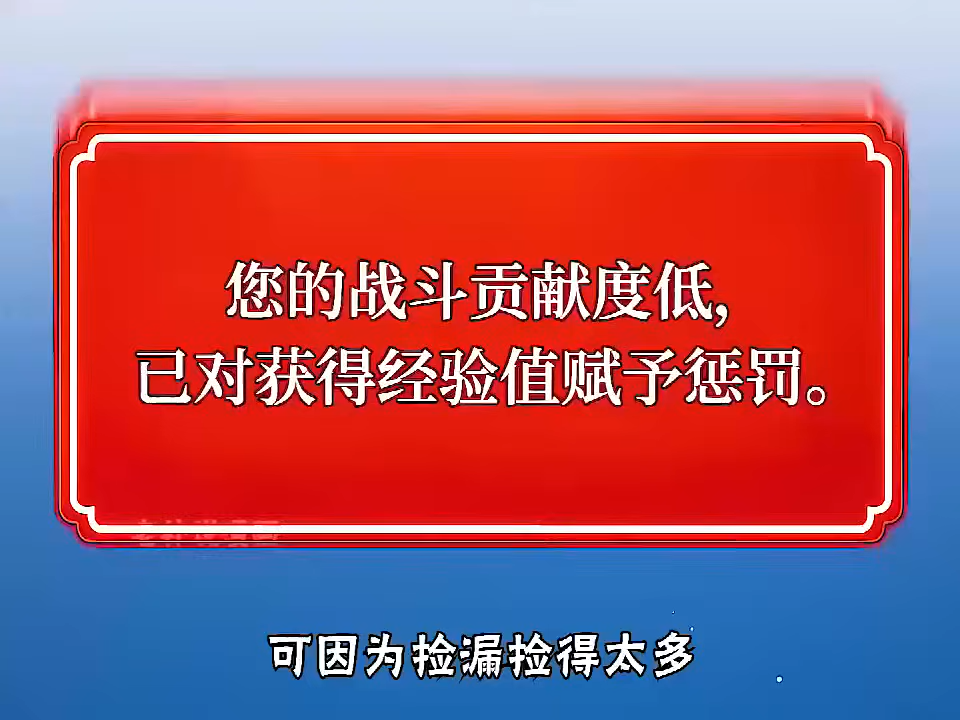 您的战斗贡献度低,
已对获得经验值赋予惩罚。
可因为捡漏捡得太多